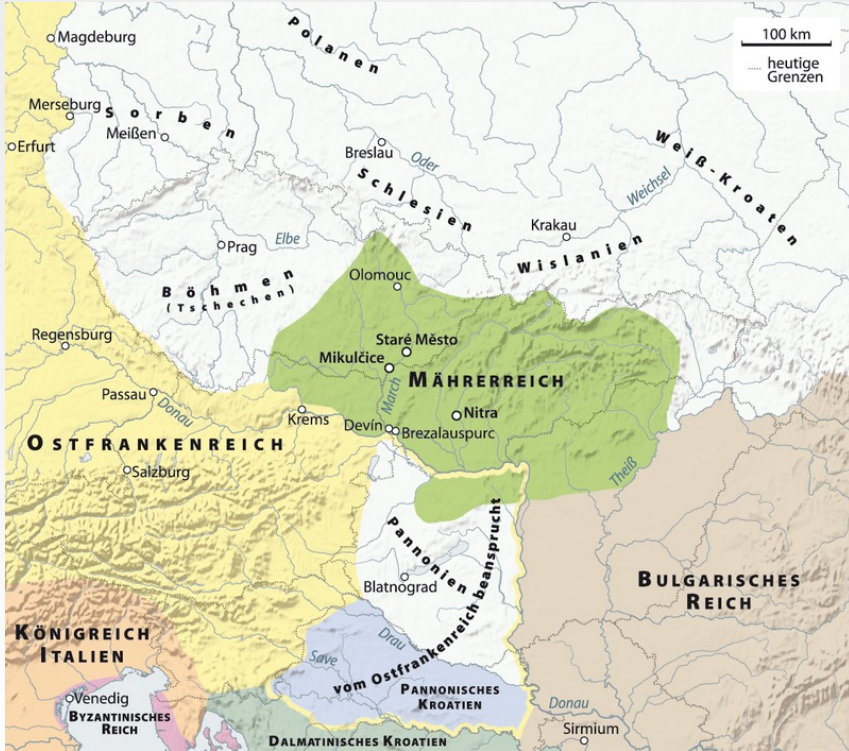 Magdeburg
Polanen
100 km
heutige
Grenzen
Merseburg
Sorben
Meißen
Erfurt
Breslau
Oder
Weiß-Kroaten
Schlesien
Weichsel
Krakau
Elbe
Prag
Wislanien
Böhmen
(Tschechen)
Olomouc
Regensburg
Staré Město
Mikulčice
MÄHRERREICH
March
Passau
Donau
Krems
Nitra
Devín
Brezalauspurc
OSTFRANKENREICH
Salzburg
Theiß
Pannonien
vom Ostfrankenreich beansprucht
Blatnograd
BULGARISCHES
REICH
KÖNIGREICH
ITALIEN
Drau
Save
PANNONISCHES
KROATIEN
Venedig
BYZANTINISCHES
REICH
Donau
Sirmium
DALMATINISCHES KROATIEN